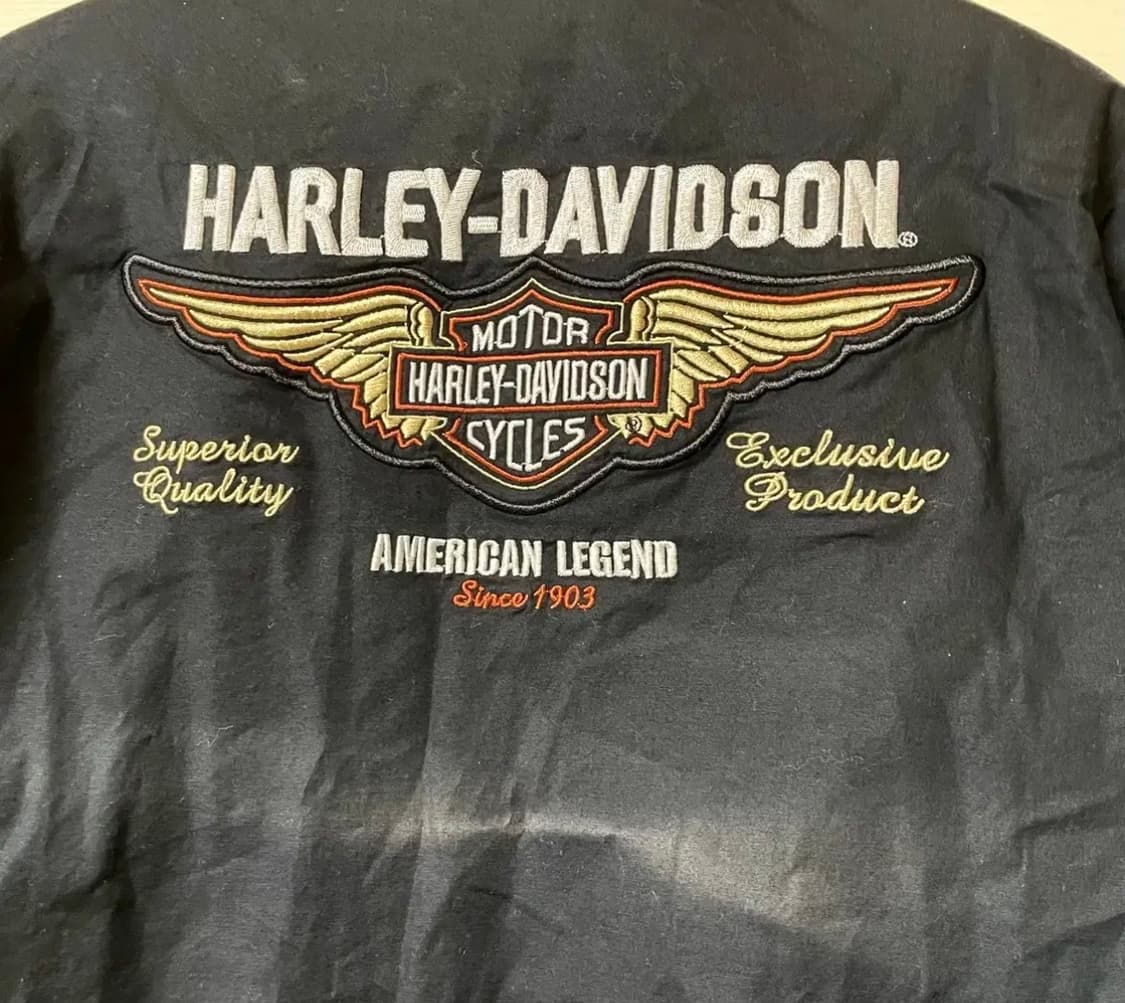 HARLEY-DAVIDSON®
MOTOR
HARLEY-DAVIDSON
CYCLES ®
Superior
Quality
Exclusive
Product
AMERICAN LEGEND
Since 1903